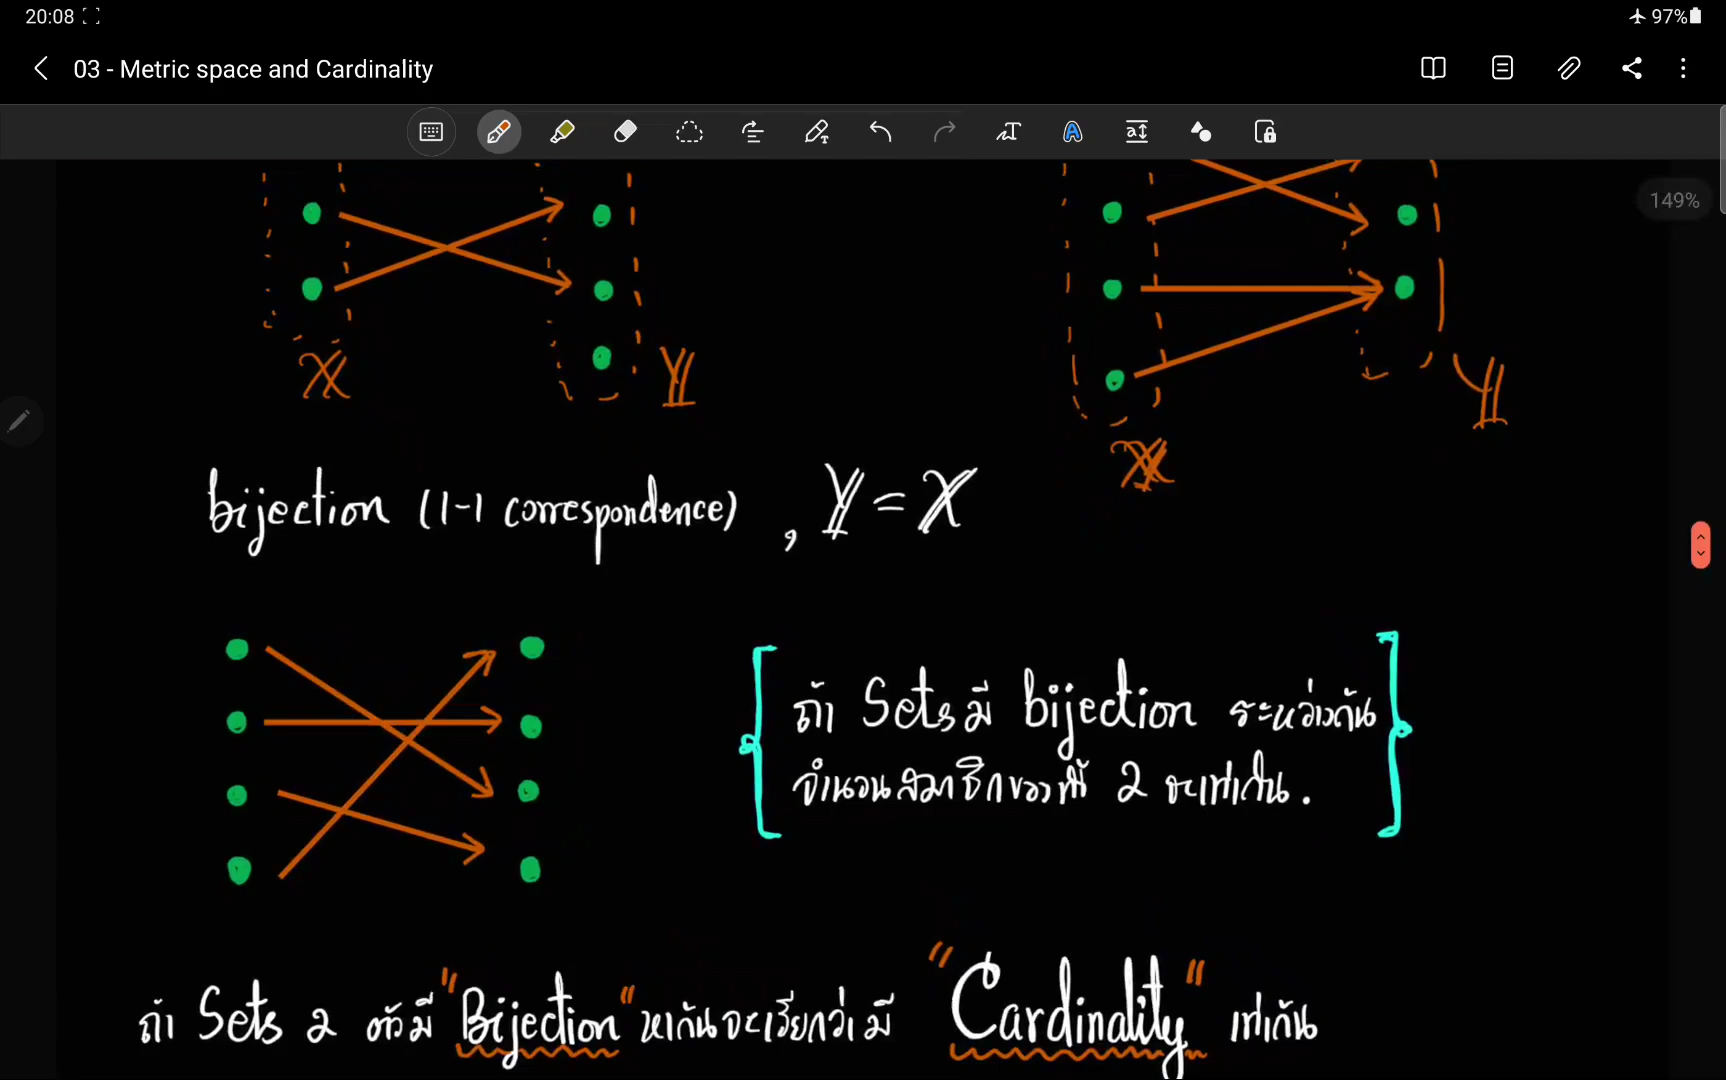 20:08
97%
03 - Metric space and Cardinality
149%
X
Y
X
Y
bijection (1-1 correspondence) , Y = X
ถ้า Sets มี bijection ระหว่างกัน
จำนวนสมาชิกของทั้ง 2 จะเท่ากัน.
ถ้า Sets 2 ตัวมี "Bijection" หากันจะเรียกว่ามี "Cardinality" เท่ากัน